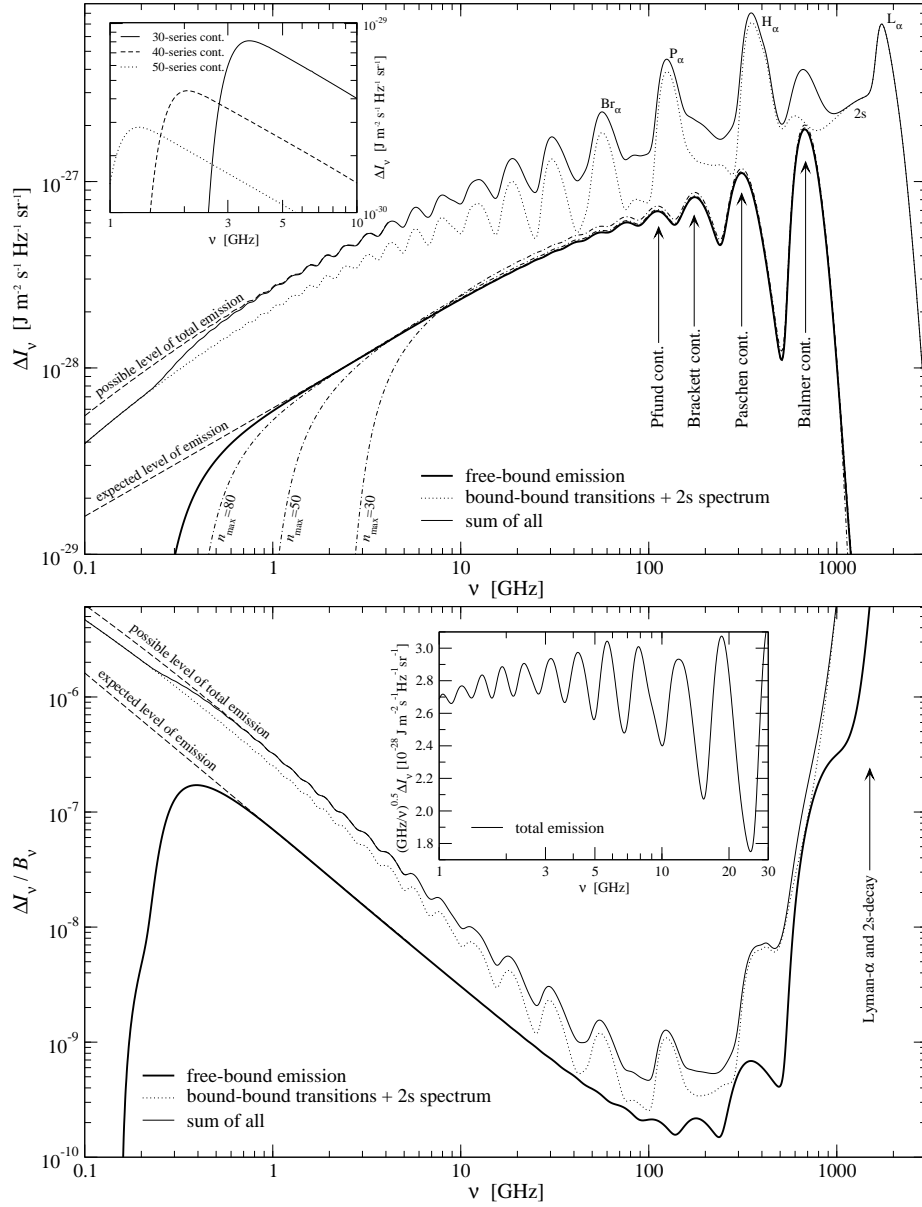 30-series cont.
40-series cont.
50-series cont.
10⁻²⁹
10⁻³⁰
ΔI_ν [J m⁻² s⁻¹ Hz⁻¹ sr⁻¹]
1 3 5 10
ν [GHz]
L_α
H_α
P_α
Br_α
2s
10⁻²⁷
10⁻²⁸
10⁻²⁹
ΔI_ν [J m⁻² s⁻¹ Hz⁻¹ sr⁻¹]
possible level of total emission
expected level of emission
n_max=80
n_max=50
n_max=30
Pfund cont.
Brackett cont.
Paschen cont.
Balmer cont.
free-bound emission
bound-bound transitions + 2s spectrum
sum of all
0.1 1 10 100 1000
ν [GHz]
possible level of total emission
expected level of emission
10⁻⁶
10⁻⁷
10⁻⁸
10⁻⁹
10⁻¹⁰
ΔI_ν / B_ν
3.0
2.8
2.6
2.4
2.2
2.0
1.8
(GHz/ν)^0.5 ΔI_ν [10⁻²⁸ J m⁻² s⁻¹ Hz⁻¹ sr⁻¹]
total emission
1 3 5 10 20 30
ν [GHz]
Lyman-α and 2s-decay
free-bound emission
bound-bound transitions + 2s spectrum
sum of all
0.1 1 10 100 1000
ν [GHz]